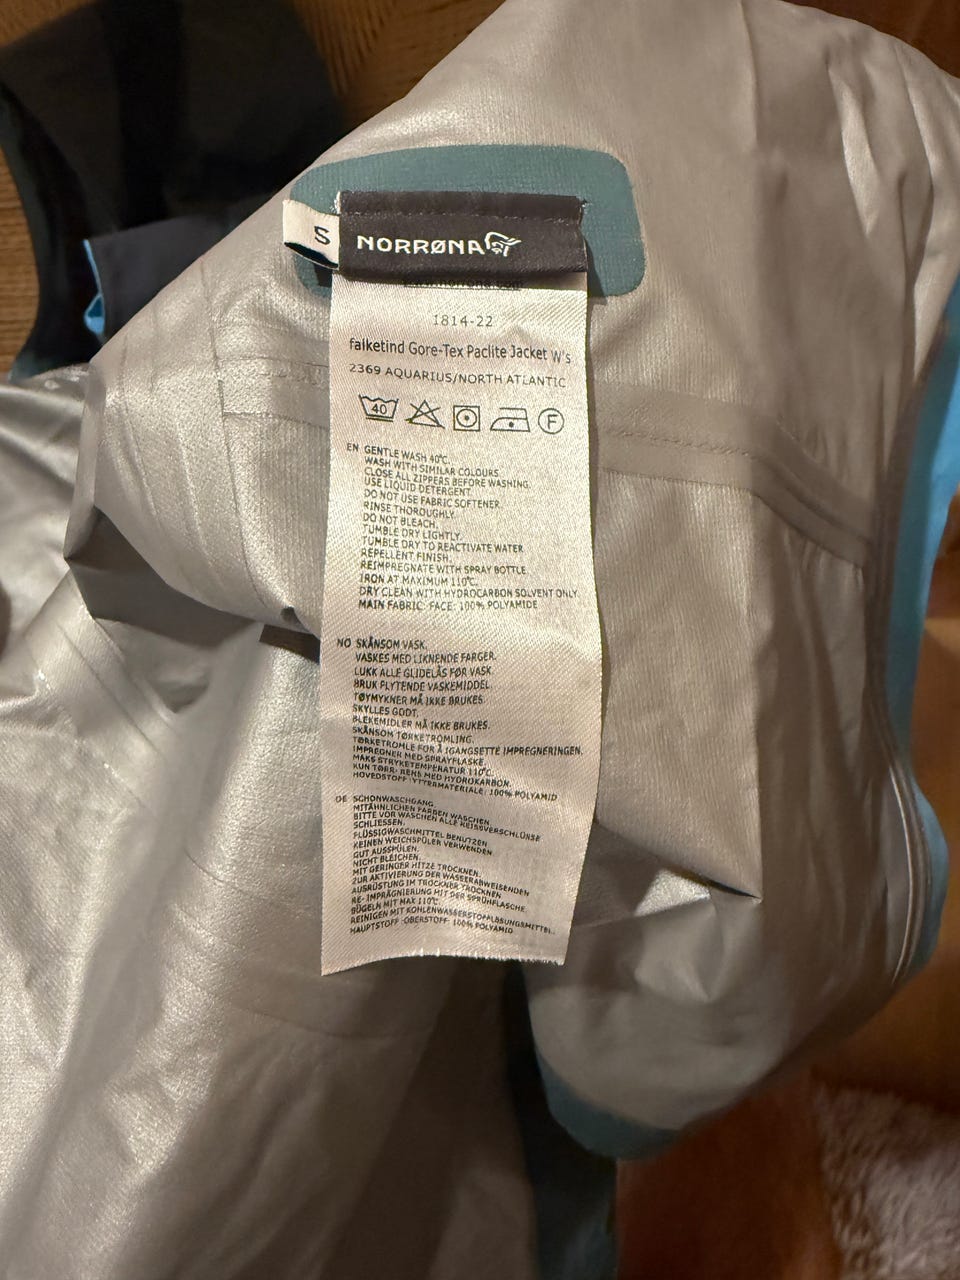 S
NORRØNA
1814-22
falketind Gore-Tex Paclite Jacket W's
2369 AQUARIUS/NORTH ATLANTIC
40
F
EN GENTLE WASH 40°C.
WASH WITH SIMILAR COLOURS.
CLOSE ALL ZIPPERS BEFORE WASHING.
USE LIQUID DETERGENT.
DO NOT USE FABRIC SOFTENER.
RINSE THOROUGHLY.
DO NOT BLEACH.
TUMBLE DRY LIGHTLY.
TUMBLE DRY TO REACTIVATE WATER
REPELLENT FINISH.
REIMPREGNATE WITH SPRAY BOTTLE.
IRON AT MAXIMUM 110°C.
DRY CLEAN WITH HYDROCARBON SOLVENT ONLY.
MAIN FABRIC: FACE: 100% POLYAMIDE
NO SKÅNSOM VASK.
VASKES MED LIKNENDE FARGER.
LUKK ALLE GLIDELÅS FØR VASK.
BRUK FLYTENDE VASKEMIDDEL.
TØYMYKNER MÅ IKKE BRUKES.
SKYLLES GODT.
BLEKEMIDLER MÅ IKKE BRUKES.
SKÅNSOM TØRKETROMLING.
TØRKETROMLE FOR Å IGANGSETTE IMPREGNERINGEN.
IMPREGNER MED SPRAYFLASKE.
MAKS STRYKETEMPERATUR 110°C.
KUN TØRR-RENS MED HYDROKARBON.
HOVEDSTOFF: YTTERMATERIALE: 100% POLYAMID
DE SCHONWASCHGANG.
MITÄHNLICHEN FARBEN WASCHEN.
BITTE VOR WASCHEN ALLE REISSVERSCHLÜSSE
SCHLIESSEN.
FLÜSSIGWASCHMITTEL BENUTZEN
KEINEN WEICHSPÜLER VERWENDEN
GUT AUSSPÜLEN.
NICHT BLEICHEN.
MIT GERINGER HITZE TROCKNEN.
ZUR AKTIVIERUNG DER WASSERABWEISENDEN
AUSRÜSTUNG IM TROCKNER TROCKNEN
RE-IMPRÄGNIERUNG MIT DER SPRÜHFLASCHE
BÜGELN MIT MAX 110°C.
REINIGEN MIT KOHLENWASSERSTOFFLÖSUNGSMITTEL.
HAUPTSTOFF: OBERSTOFF: 100% POLYAMID